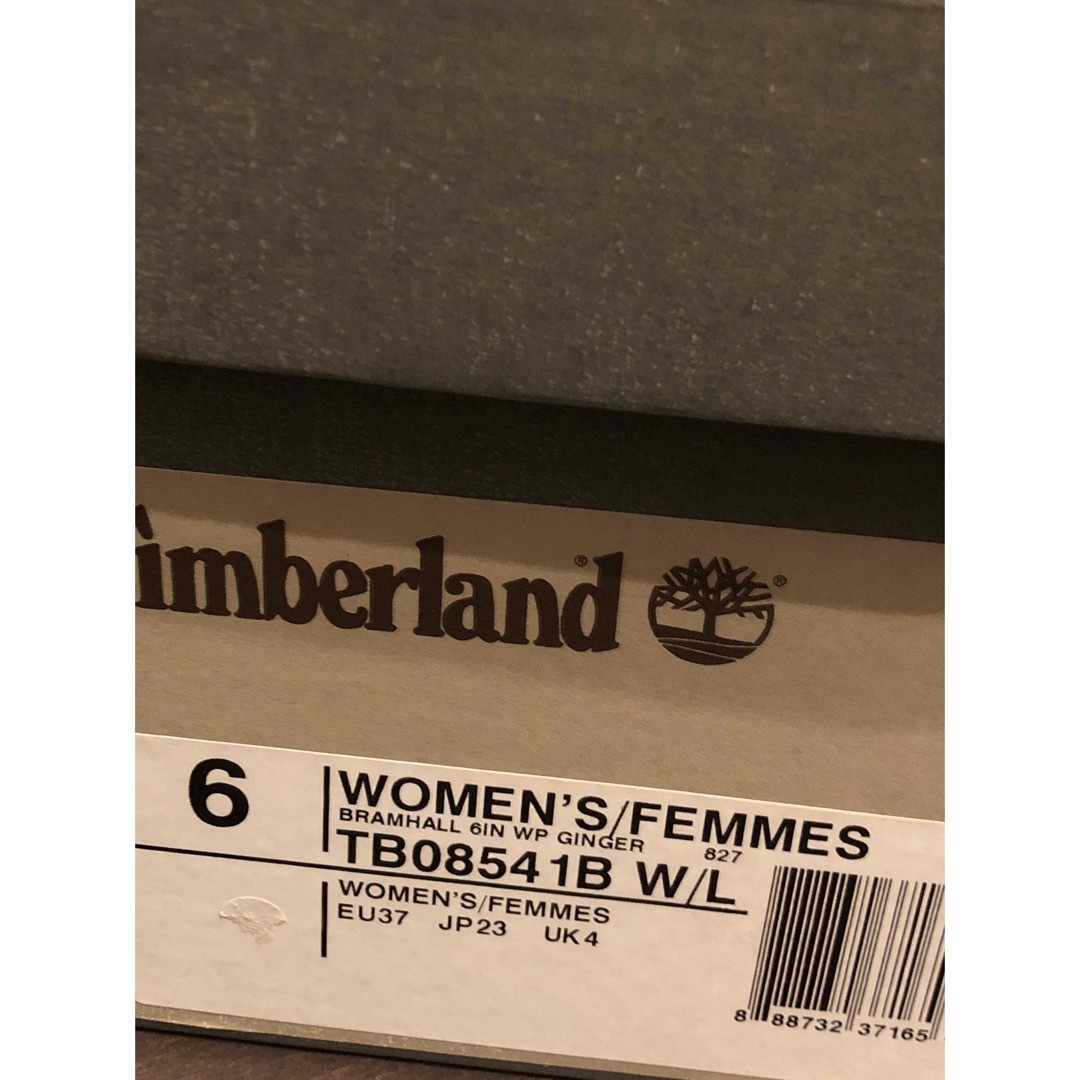 imberland®
®
6
WOMEN'S/FEMMES
BRAMHALL 6IN WP GINGER 827
TB08541B W/L
WOMEN'S/FEMMES
EU37 JP23 UK4
8 88732 37165